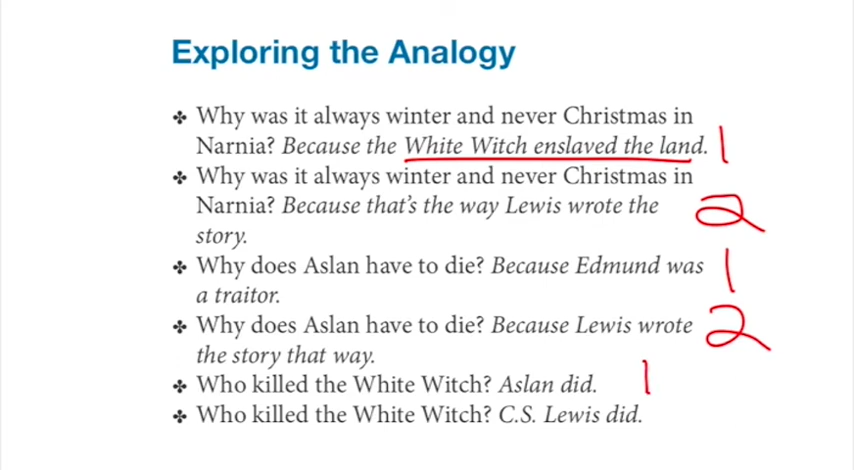 Exploring the Analogy
✤ Why was it always winter and never Christmas in
Narnia? Because the White Witch enslaved the land. 1
✤ Why was it always winter and never Christmas in
Narnia? Because that's the way Lewis wrote the 2
story.
✤ Why does Aslan have to die? Because Edmund was 1
a traitor.
✤ Why does Aslan have to die? Because Lewis wrote 2
the story that way.
✤ Who killed the White Witch? Aslan did. 1
✤ Who killed the White Witch? C.S. Lewis did.